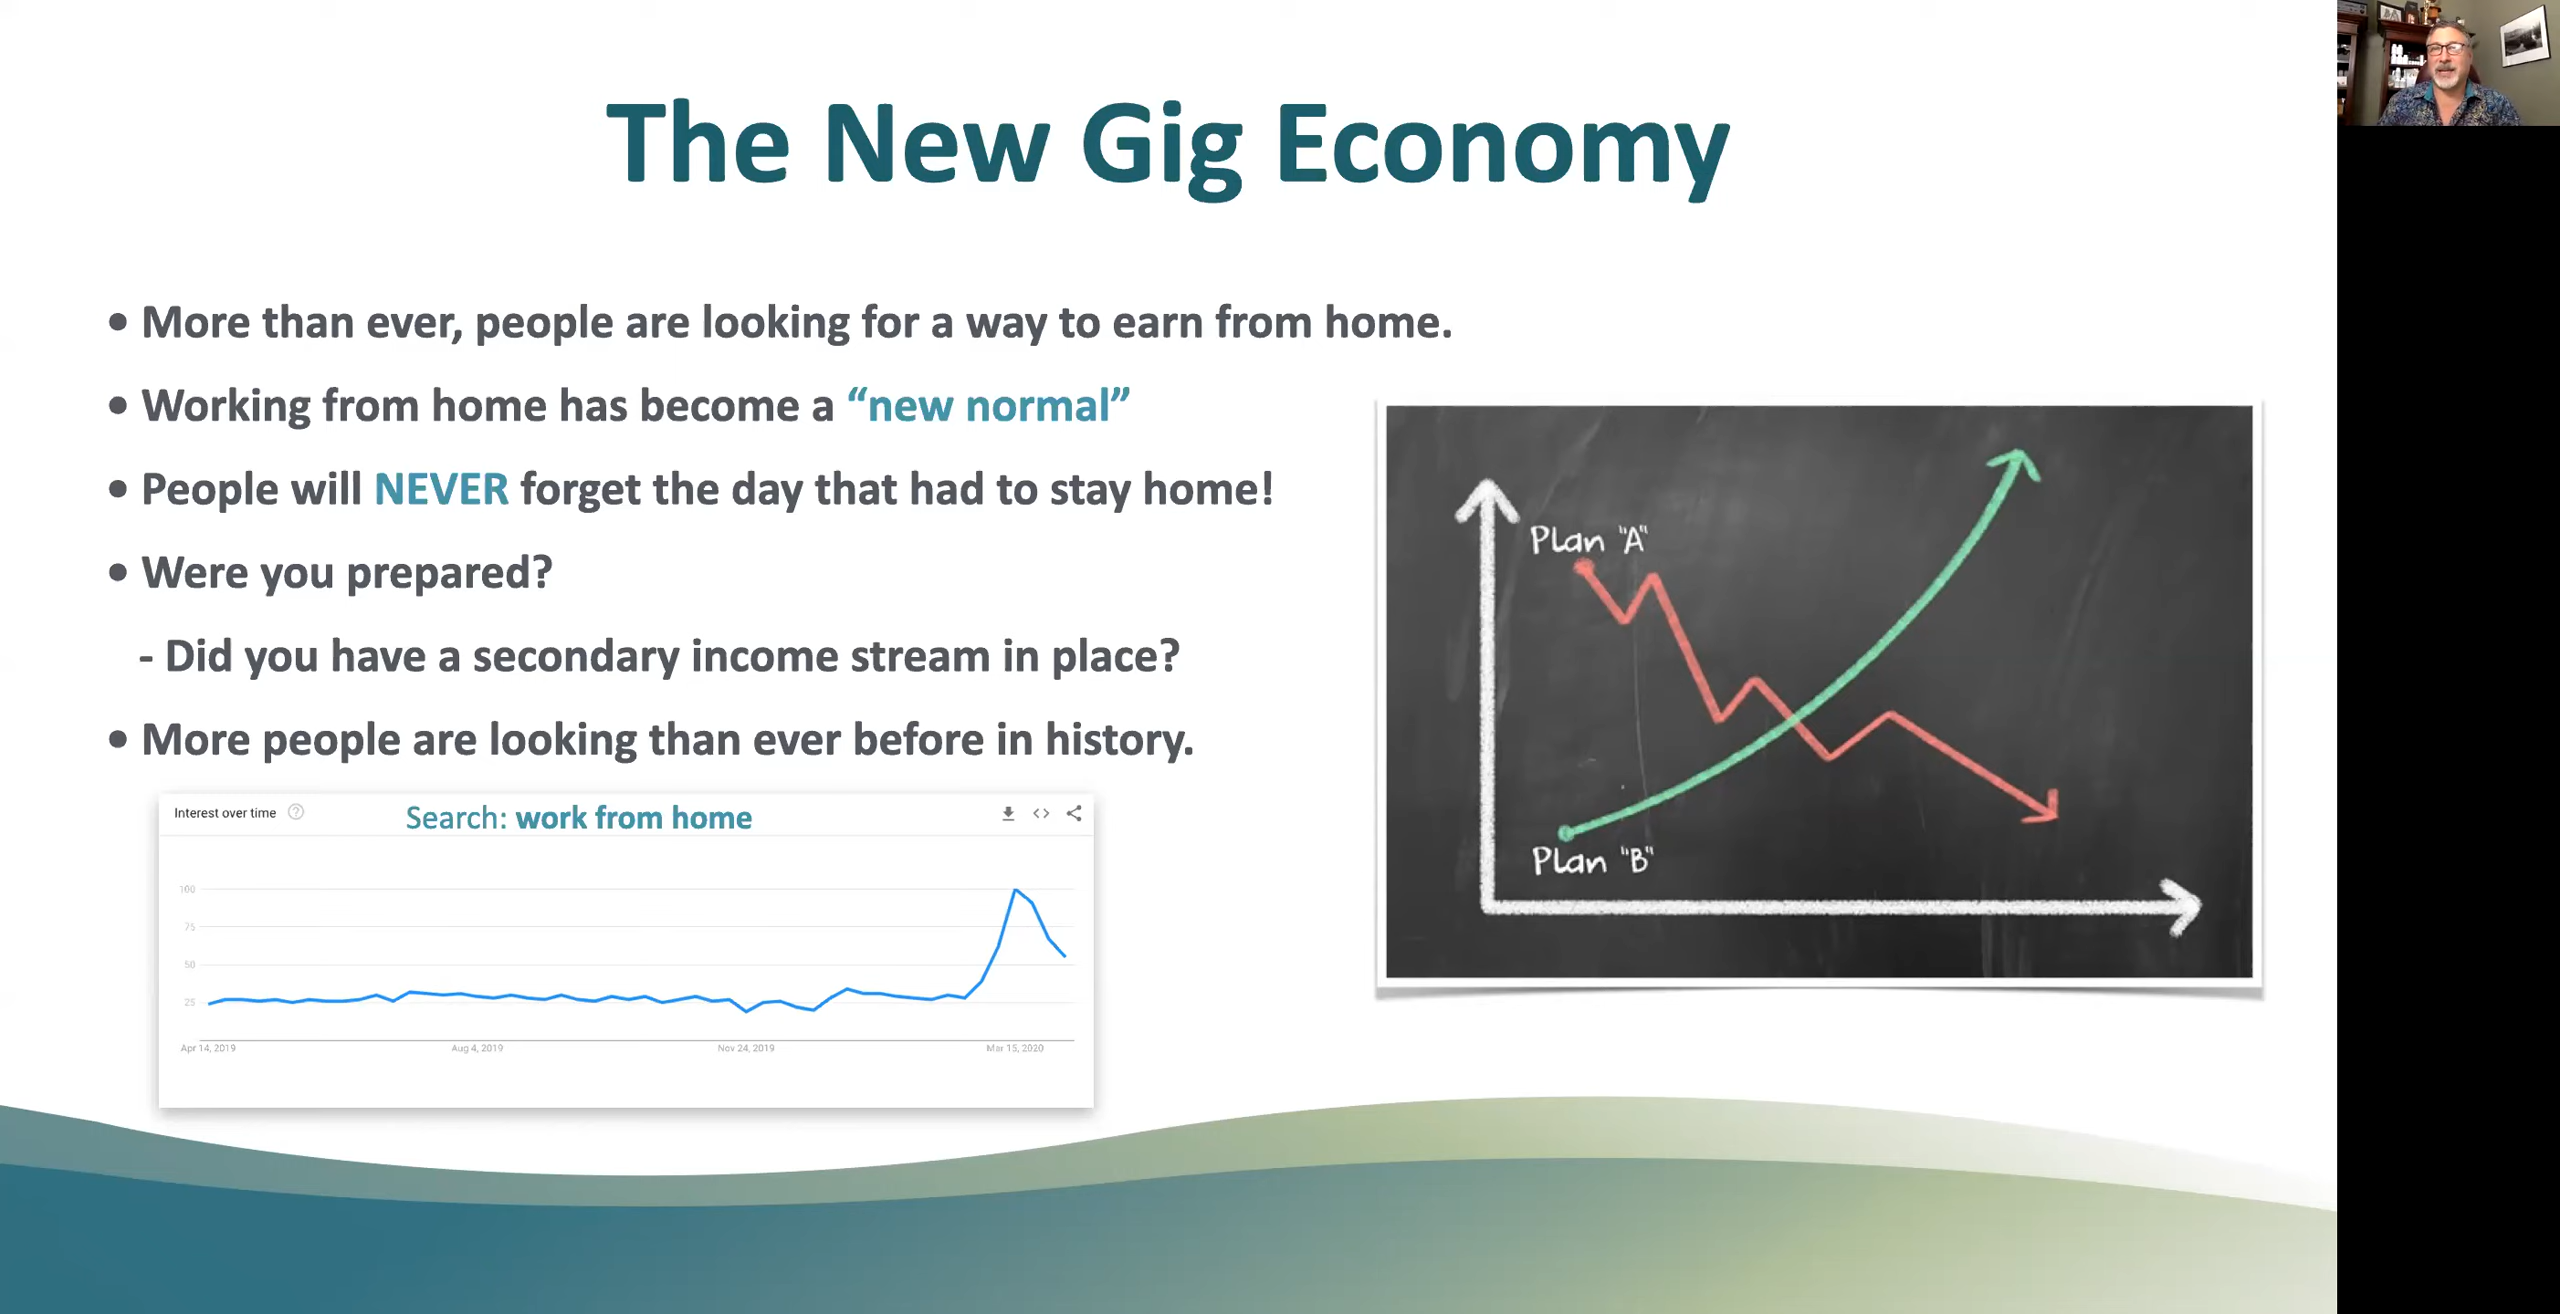 The New Gig Economy
• More than ever, people are looking for a way to earn from home.
• Working from home has become a “new normal”
• People will NEVER forget the day that had to stay home!
• Were you prepared?
- Did you have a secondary income stream in place?
• More people are looking than ever before in history.
Interest over time
Search: work from home
100
75
50
25
Apr 14, 2019
Aug 4, 2019
Nov 24, 2019
Mar 15, 2020
Plan "A"
Plan "B"